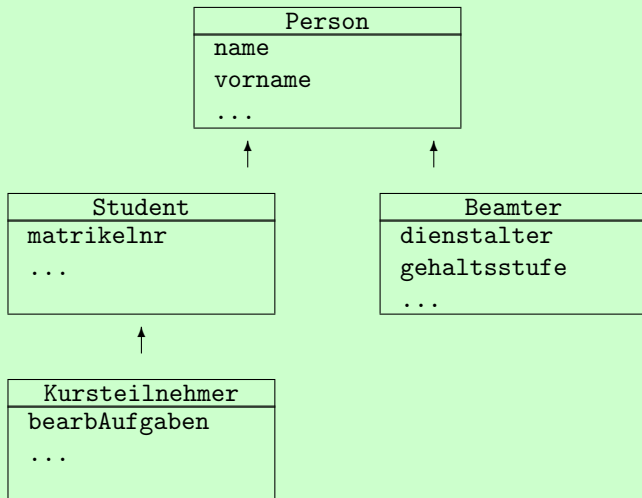 Person
name
vorname
...
Student
matrikelnr
...
Beamter
dienstalter
gehaltsstufe
...
Kursteilnehmer
bearbAufgaben
...